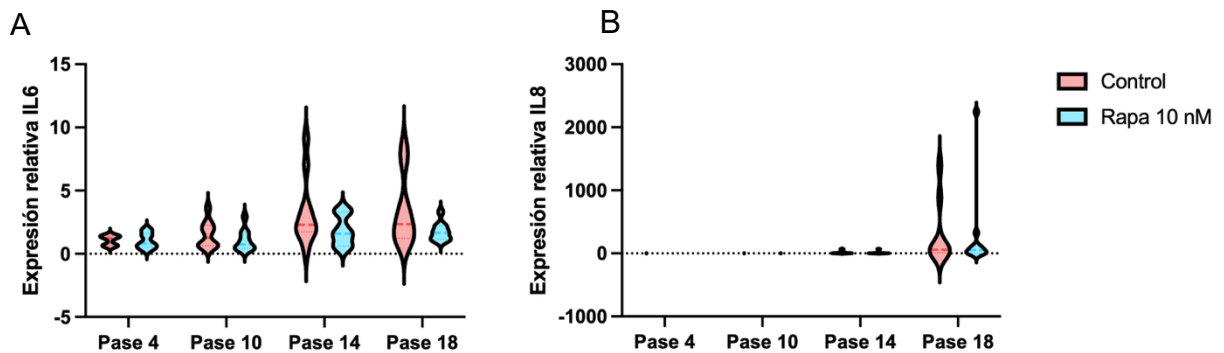 A
Expresión relativa IL6
15
10
5
0
-5
Pase 4 Pase 10 Pase 14 Pase 18
B
Expresión relativa IL8
3000
2000
1000
0
-1000
Pase 4 Pase 10 Pase 14 Pase 18
Control
Rapa 10 nM